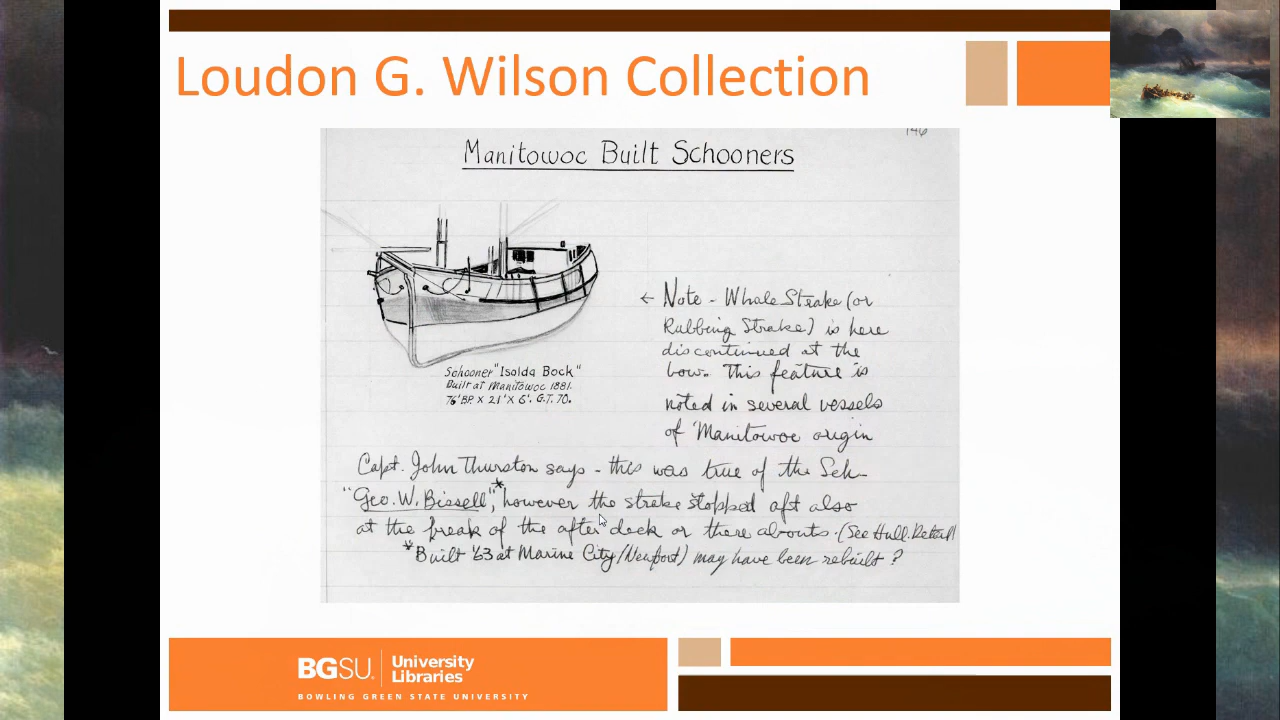 Loudon G. Wilson Collection
146
Manitowoc Built Schooners
← Note - Whale Strake (or
Rubbing Strake) is here
discontinued at the
bow. This feature is
noted in several vessels
of Manitowoc origin
Schooner "Isolda Bock"
Built at Manitowoc 1881.
76' BP. x 21' x 6'. G.T. 70.
Capt. John Thurston says - this was true of the Sch
"Geo. W. Bissell",* however the strake stopped aft also
at the break of the after deck or there abouts. (See Hull. Detail
*Built '63 at Marine City (Newport) may have been rebuilt?
BGSU. University
Libraries
BOWLING GREEN STATE UNIVERSITY